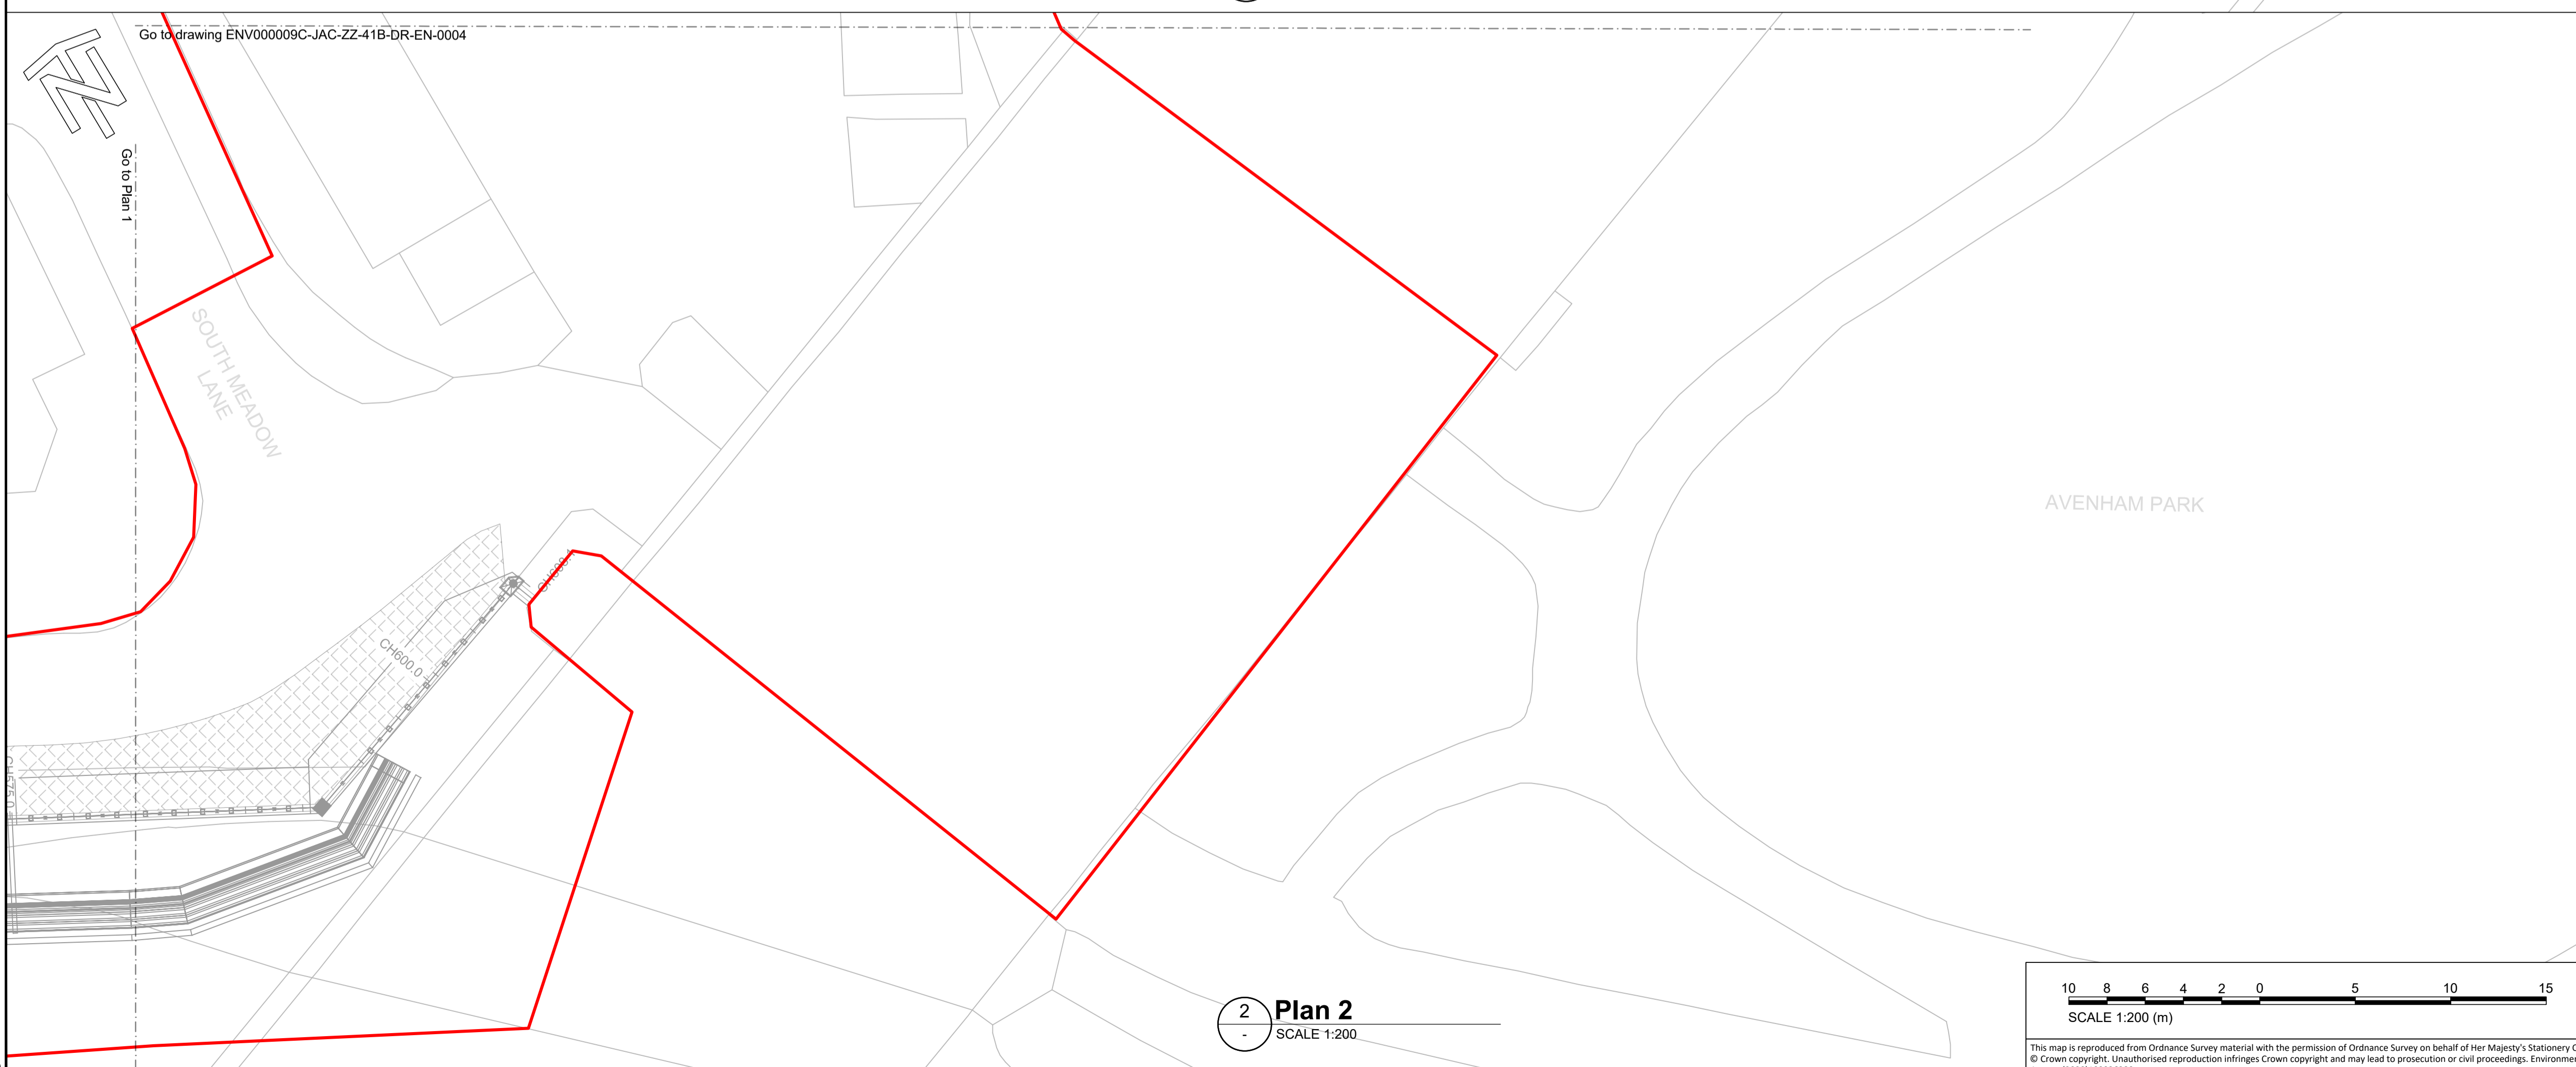 Go to drawing ENV000009C-JAC-ZZ-41B-DR-EN-0004
Go to Plan 1
SOUTH MEADOW
LANE
AVENHAM PARK
CH600.0
CH575.0
2
-
Plan 2
SCALE 1:200
10 8 6 4 2 0 5 10 15
SCALE 1:200 (m)
This map is reproduced from Ordnance Survey material with the permission of Ordnance Survey on behalf of Her Majesty's Stationery
© Crown copyright. Unauthorised reproduction infringes Crown copyright and may lead to prosecution or civil proceedings.